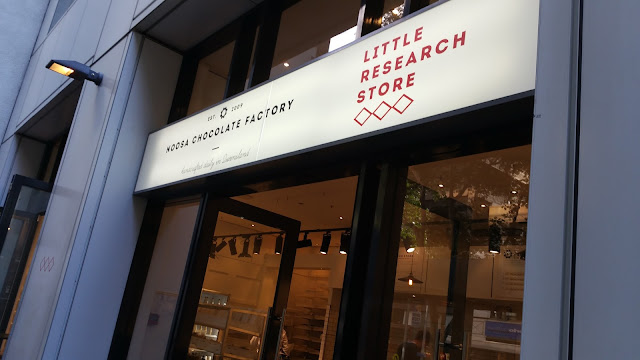 EST. 2009
NOOSA CHOCOLATE FACTORY
handcrafted daily in Queensland
LITTLE
RESEARCH
STORE